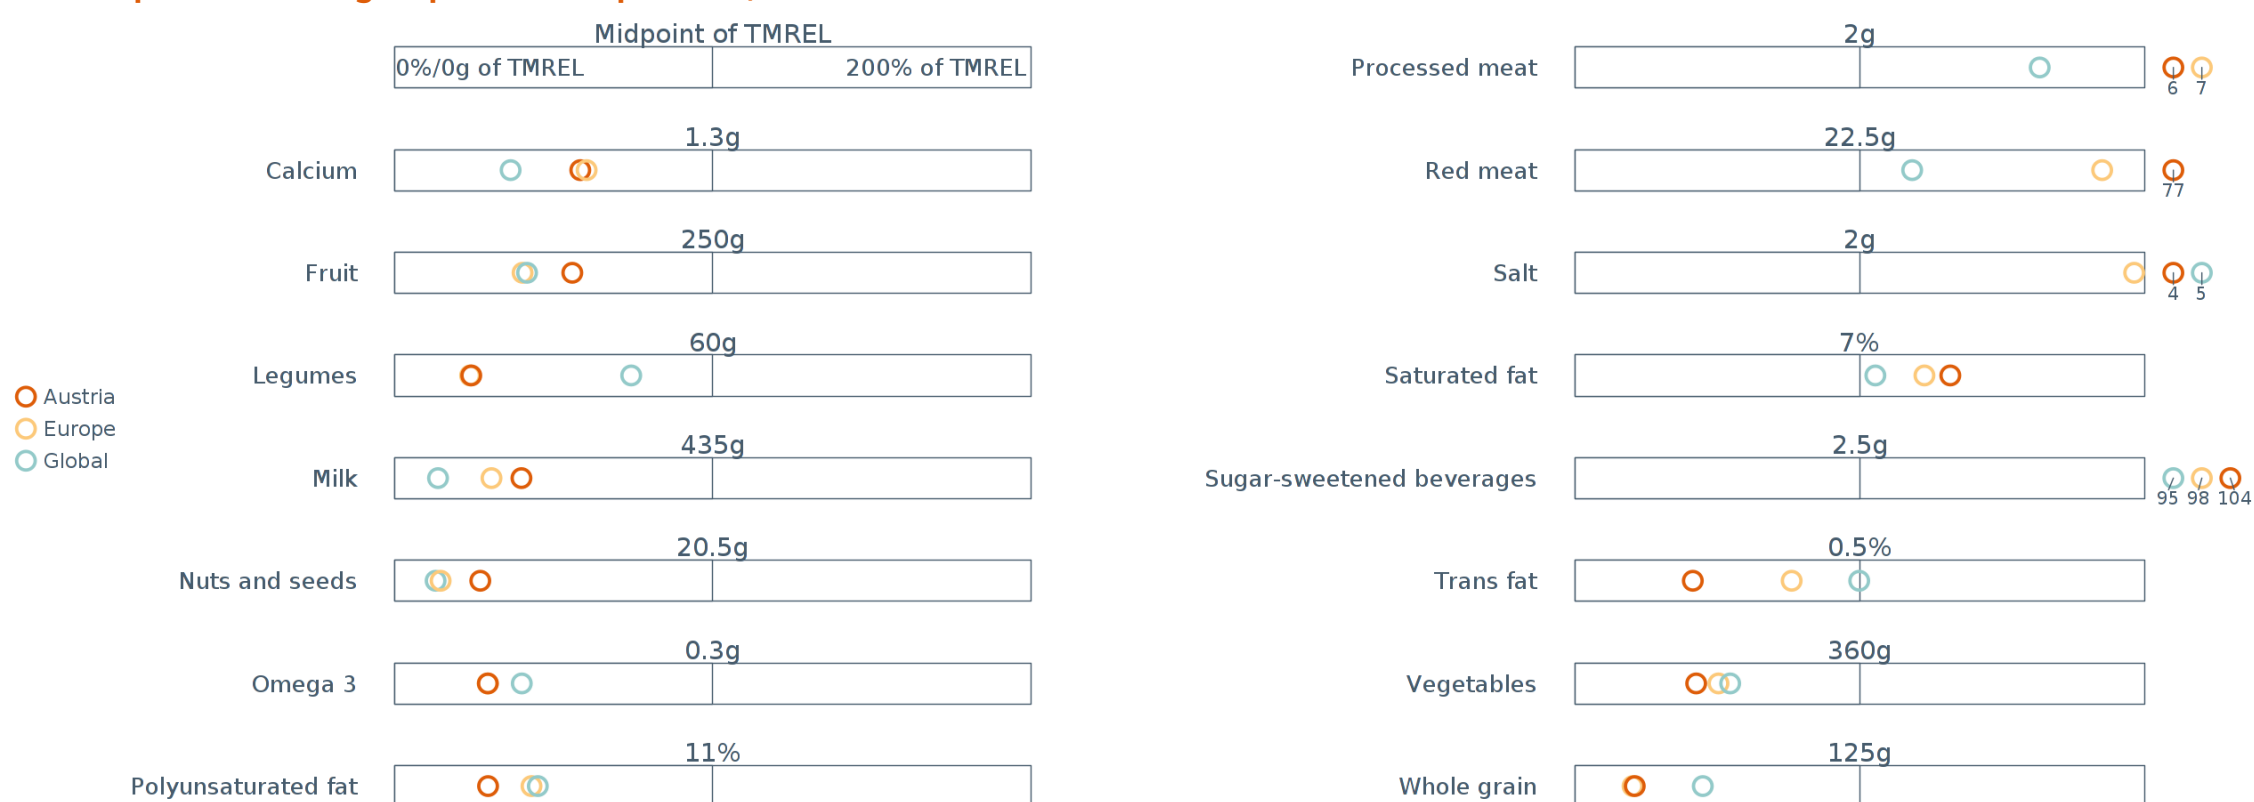 Midpoint of TMREL
0%/0g of TMREL
200% of TMREL
1.3g
Calcium
250g
Fruit
60g
Legumes
435g
Milk
20.5g
Nuts and seeds
0.3g
Omega 3
11%
Polyunsaturated fat
Austria
Europe
Global
2g
Processed meat
6 7
22.5g
Red meat
77
2g
Salt
4 5
7%
Saturated fat
2.5g
Sugar-sweetened beverages
95 98 104
0.5%
Trans fat
360g
Vegetables
125g
Whole grain